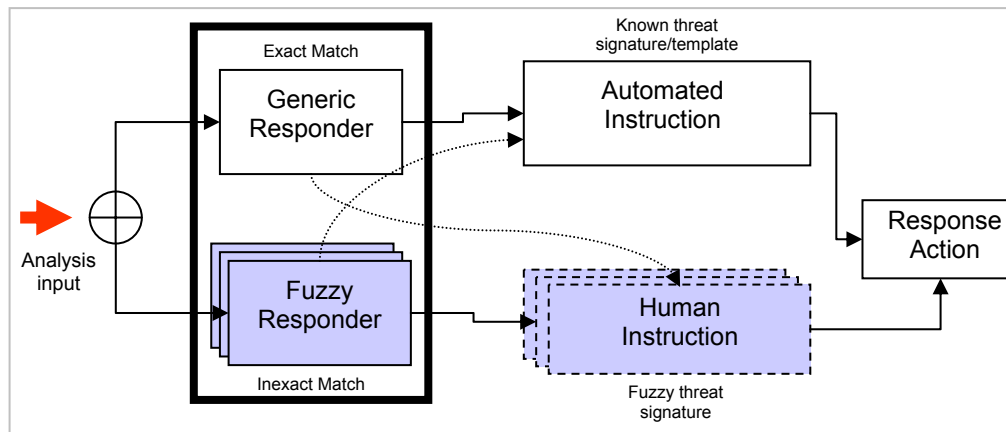 Exact Match
Generic
Responder
Known threat
signature/template
Automated
Instruction
Analysis
input
Fuzzy
Responder
Inexact Match
Human
Instruction
Fuzzy threat
signature
Response
Action